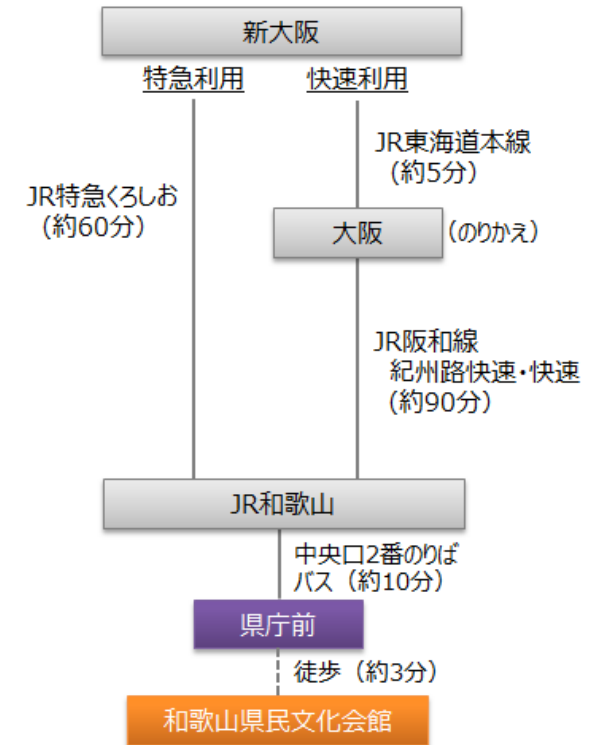 新大阪
特急利用
快速利用
JR東海道本線
(約5分)
JR特急くろしお
(約60分)
大阪
(のりかえ)
JR阪和線
紀州路快速・快速
(約90分)
JR和歌山
中央口2番のりば
バス（約10分）
県庁前
徒歩（約3分）
和歌山県民文化会館